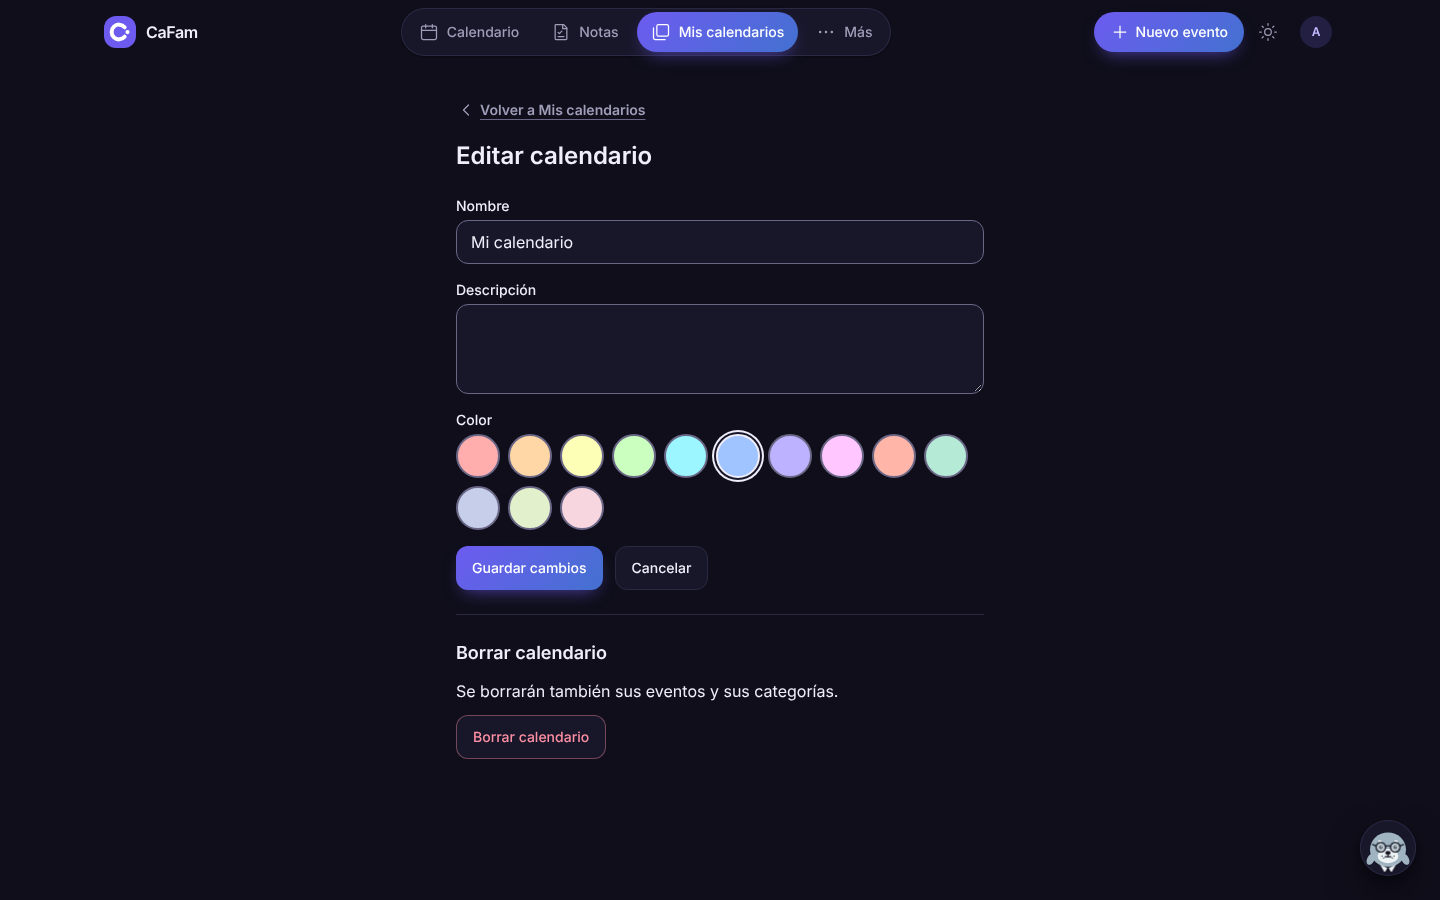 CaFam
Calendario
Notas
Mis calendarios
Más
Nuevo evento
A
Volver a Mis calendarios
Editar calendario
Nombre
Mi calendario
Descripción
Color
Guardar cambios
Cancelar
Borrar calendario
Se borrarán también sus eventos y sus categorías.
Borrar calendario